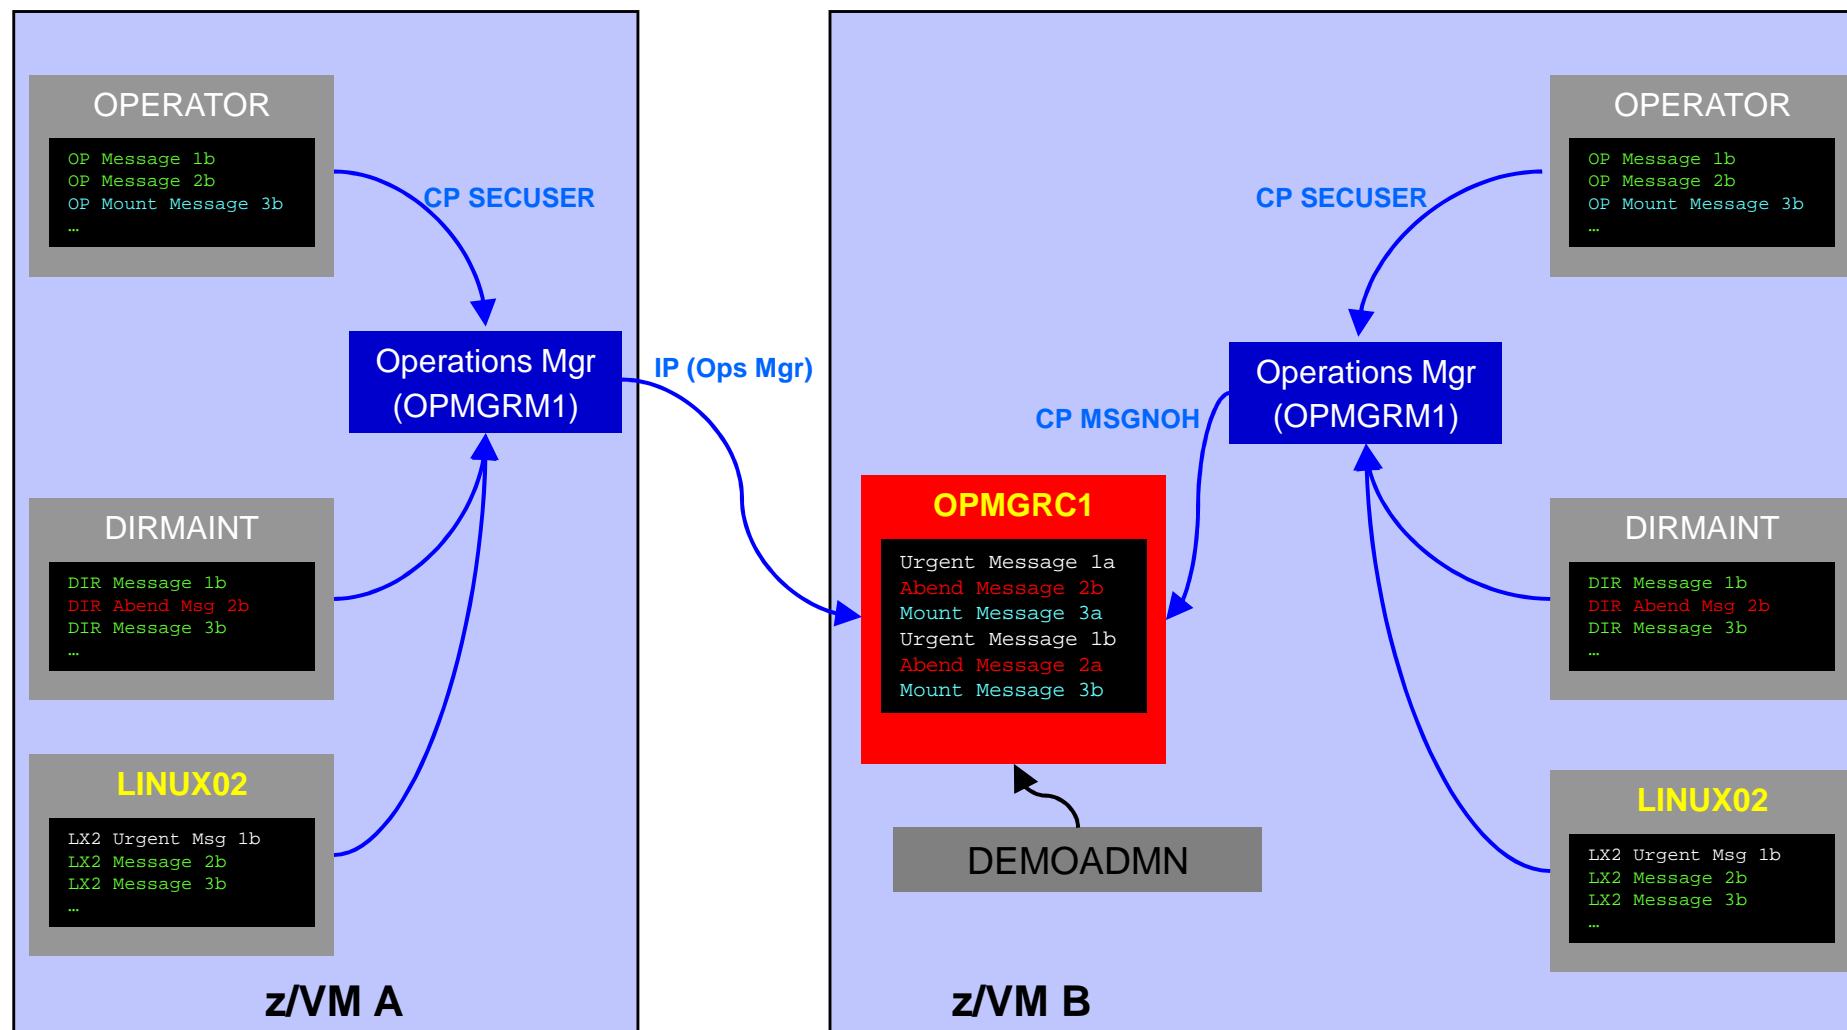 OPERATOR
OP Message 1b
OP Message 2b
OP Mount Message 3b
…
CP SECUSER
Operations Mgr
(OPMGRM1)
DIRMAINT
DIR Message 1b
DIR Abend Msg 2b
DIR Message 3b
…
LINUX02
LX2 Urgent Msg 1b
LX2 Message 2b
LX2 Message 3b
…
z/VM A
IP (Ops Mgr)
OPERATOR
OP Message 1b
OP Message 2b
OP Mount Message 3b
…
CP SECUSER
Operations Mgr
(OPMGRM1)
CP MSGNOH
OPMGRC1
Urgent Message 1a
Abend Message 2b
Mount Message 3a
Urgent Message 1b
Abend Message 2a
Mount Message 3b
DEMOADMN
DIRMAINT
DIR Message 1b
DIR Abend Msg 2b
DIR Message 3b
…
LINUX02
LX2 Urgent Msg 1b
LX2 Message 2b
LX2 Message 3b
…
z/VM B